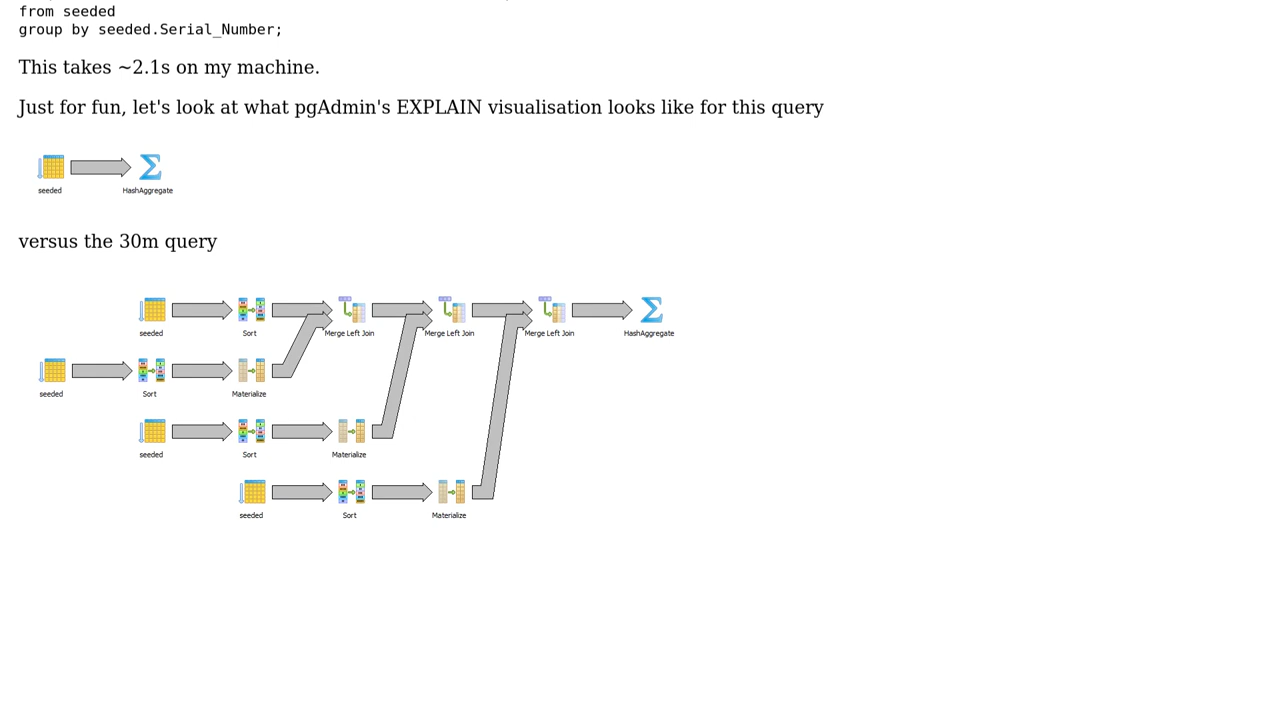 from seeded
group by seeded.Serial_Number;
This takes ~2.1s on my machine.
Just for fun, let's look at what pgAdmin's EXPLAIN visualisation looks like for this query
seeded HashAggregate
versus the 30m query
seeded Sort Merge Left Join Merge Left Join Merge Left Join HashAggregate
seeded Sort Materialize
seeded Sort Materialize
seeded Sort Materialize